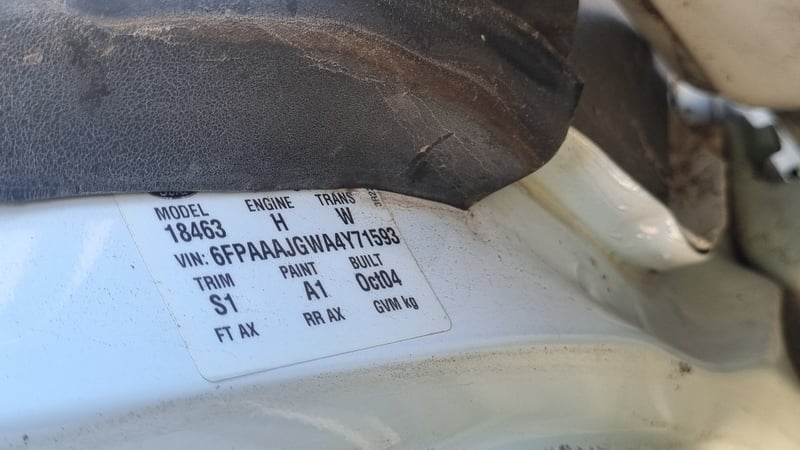 MODEL ENGINE TRANS
18463 H W
VIN: 6FPAAAJGWA4Y71593
TRIM PAINT BUILT
S1 A1 Oct04
FT AX RR AX GVM kg